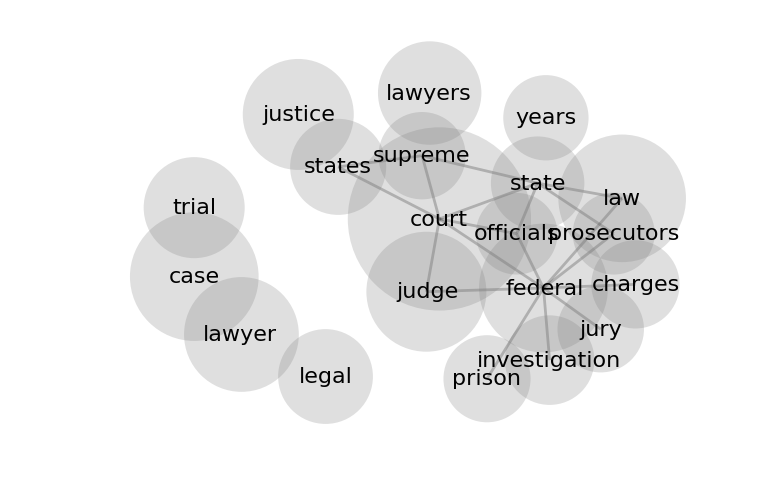 lawyers
justice
years
supreme
states
state
law
trial
court
officials
prosecutors
case
judge
federal
charges
lawyer
jury
investigation
legal
prison